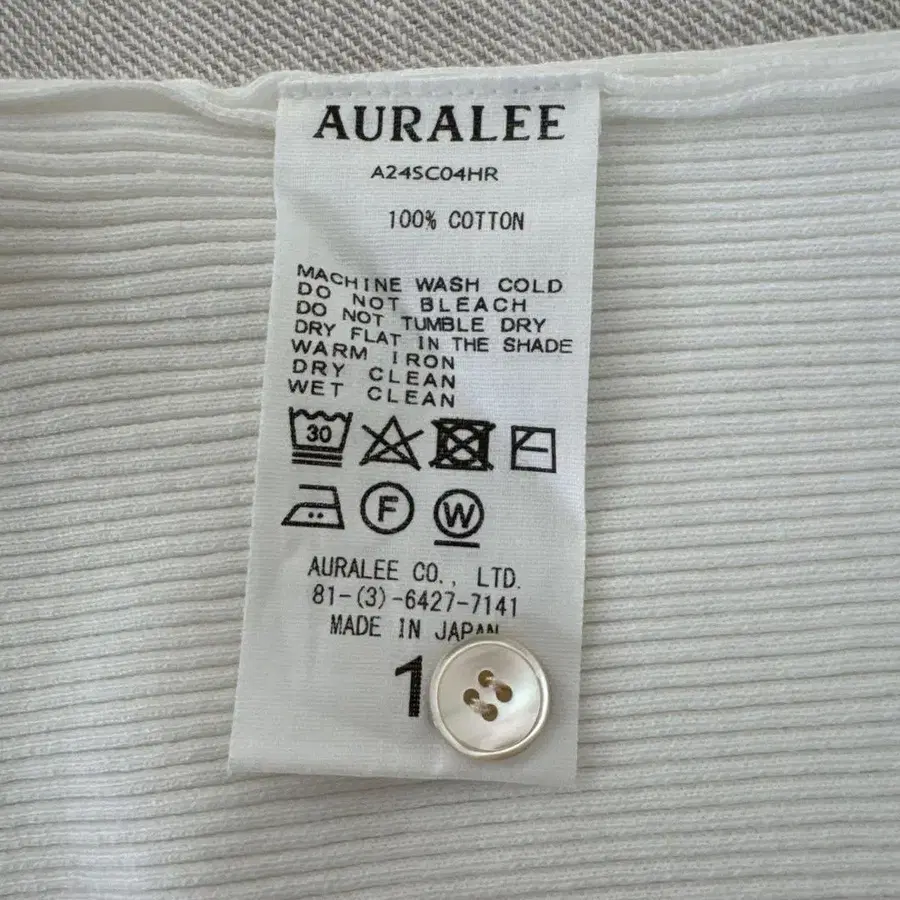 AURALEE
A24SC04HR
100% COTTON
MACHINE WASH COLD
DO NOT BLEACH
DO NOT TUMBLE DRY
DRY FLAT IN THE SHADE
WARM IRON
DRY CLEAN
WET CLEAN
30
F W
AURALEE CO., LTD.
81-(3)-6427-7141
MADE IN JAPAN
1